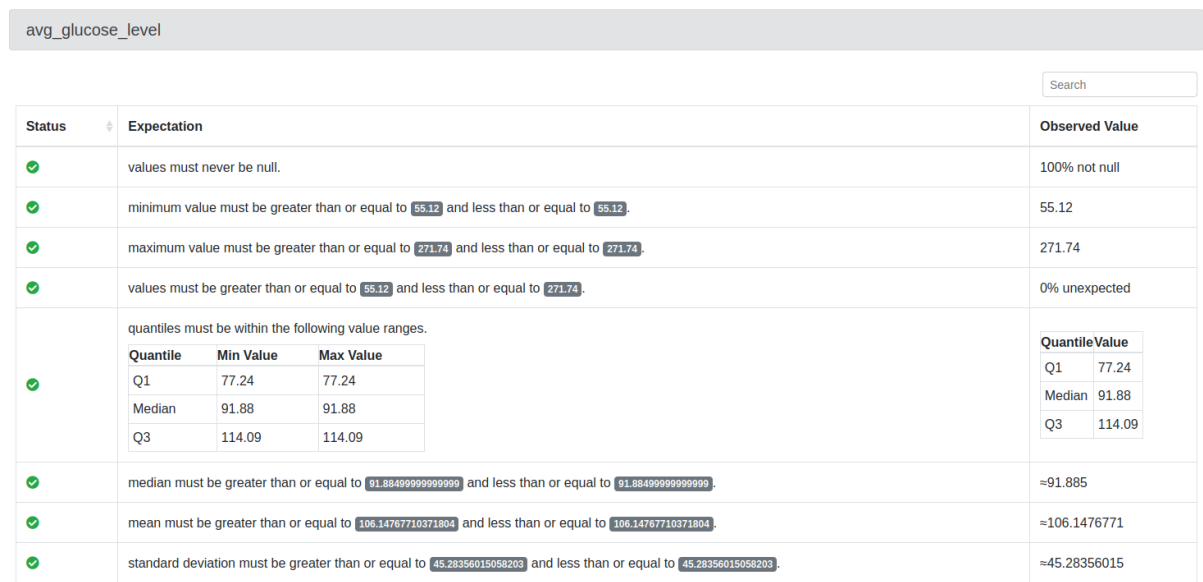 avg_glucose_level
Search
Status Expectation Observed Value
values must never be null. 100% not null
minimum value must be greater than or equal to 55.12 and less than or equal to 55.12. 55.12
maximum value must be greater than or equal to 271.74 and less than or equal to 271.74. 271.74
values must be greater than or equal to 55.12 and less than or equal to 271.74. 0% unexpected
quantiles must be within the following value ranges.
Quantile Min Value Max Value
Q1 77.24 77.24
Median 91.88 91.88
Q3 114.09 114.09
Quantile Value
Q1 77.24
Median 91.88
Q3 114.09
median must be greater than or equal to 91.88499999999999 and less than or equal to 91.88499999999999. ≈91.885
mean must be greater than or equal to 106.14767710371804 and less than or equal to 106.14767710371804. ≈106.1476771
standard deviation must be greater than or equal to 45.28356015058203 and less than or equal to 45.28356015058203. ≈45.28356015